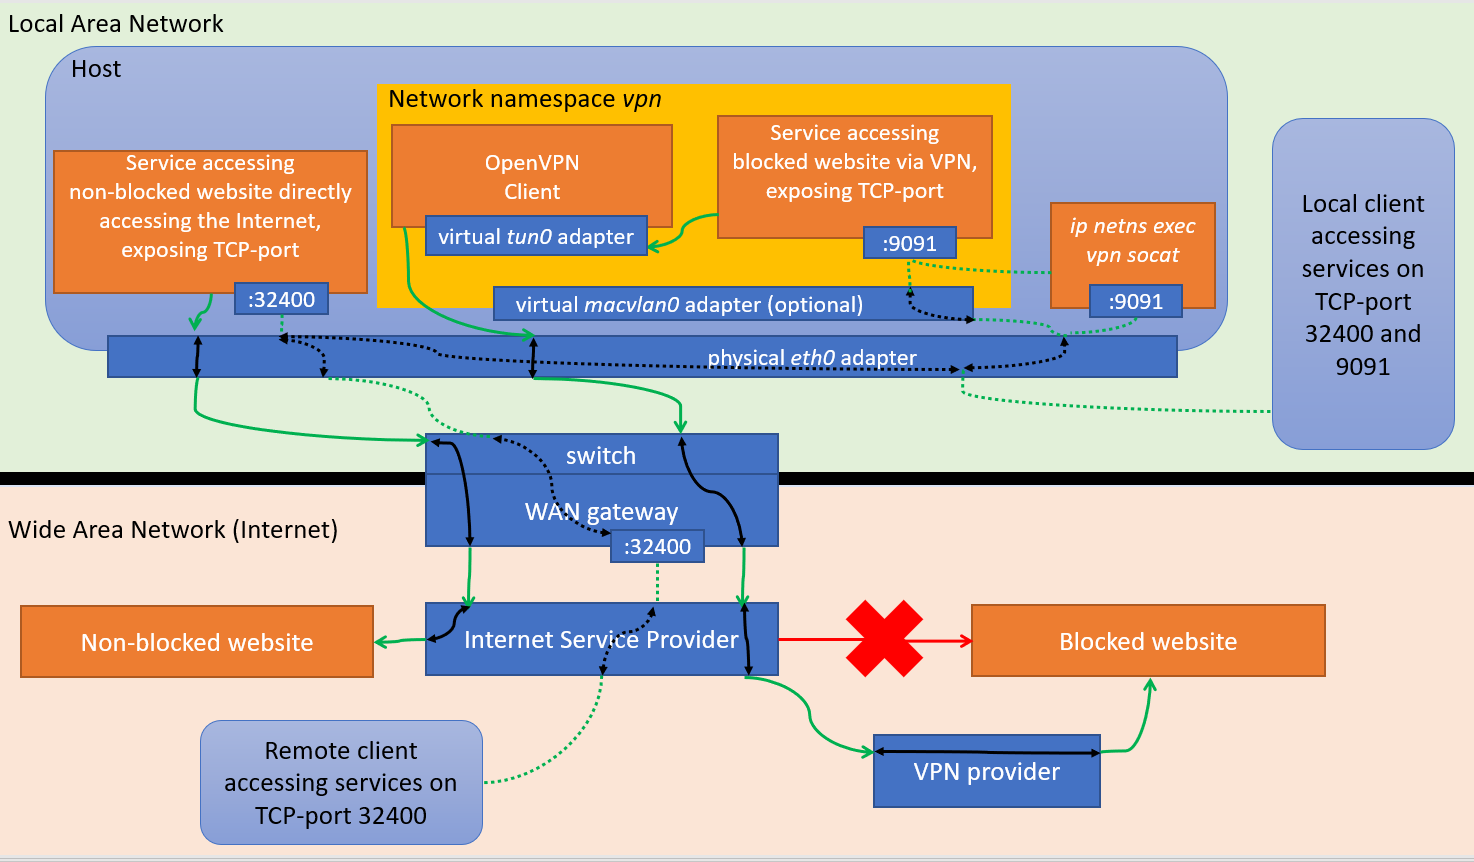 Local Area Network
Host
Network namespace vpn
Service accessing
non-blocked website directly
accessing the Internet,
exposing TCP-port
:32400
OpenVPN
Client
virtual tun0 adapter
Service accessing
blocked website via VPN,
exposing TCP-port
:9091
ip netns exec
vpn socat
:9091
virtual macvlan0 adapter (optional)
physical eth0 adapter
Local client
accessing
services on
TCP-port
32400 and
9091
switch
WAN gateway
:32400
Wide Area Network (Internet)
Non-blocked website
Internet Service Provider
Blocked website
Remote client
accessing services on
TCP-port 32400
VPN provider